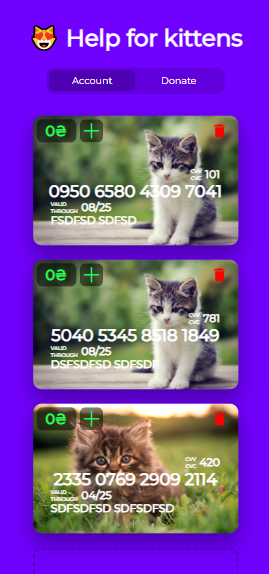 Help for kittens
Account Donate
0₴
CVV
CVC 101
0950 6580 4309 7041
VALID
THROUGH 08/25
FSDFSD SDFSD
0₴
CVV
CVC 781
5040 5345 8518 1849
VALID
THROUGH 08/25
DSFSDFSD SDFSDF
0₴
CVV
CVC 420
2335 0769 2909 2114
VALID
THROUGH 04/25
SDFSDFSD SDFSDFSD